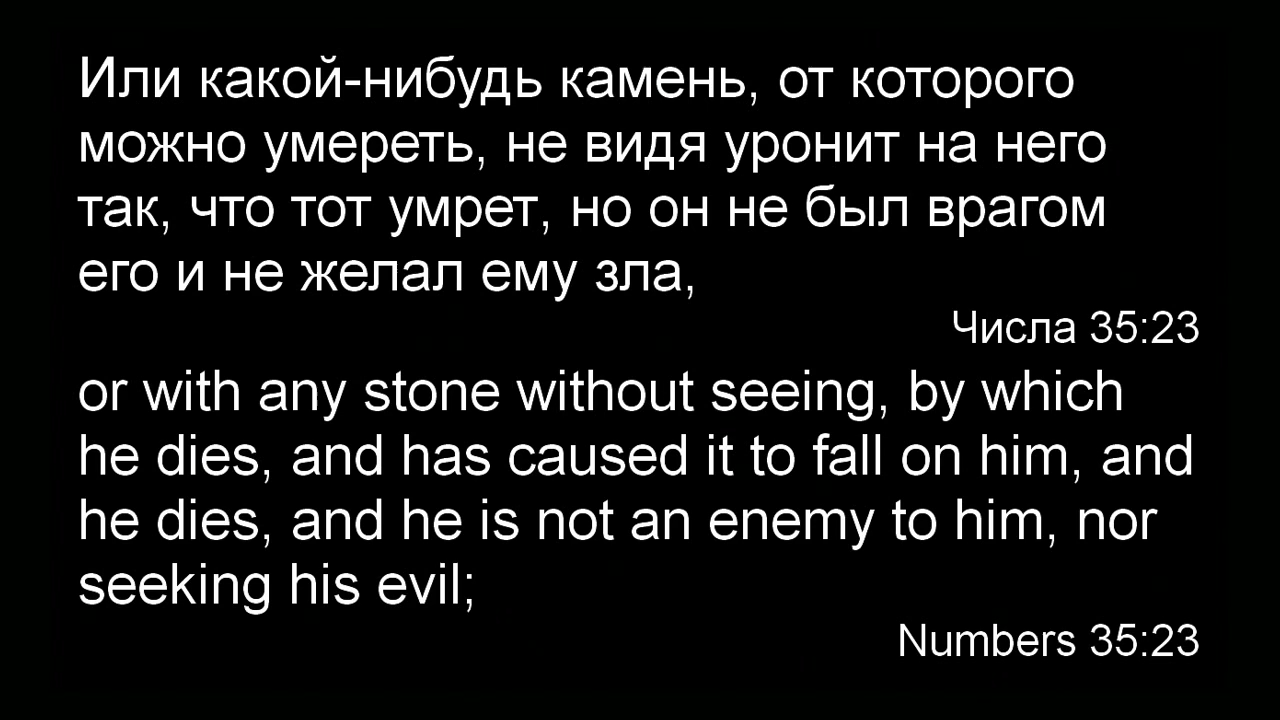 Или какой-нибудь камень, от которого
можно умереть, не видя уронит на него
так, что тот умрет, но он не был врагом
его и не желал ему зла,
Числа 35:23
or with any stone without seeing, by which
he dies, and has caused it to fall on him, and
he dies, and he is not an enemy to him, nor
seeking his evil;
Numbers 35:23